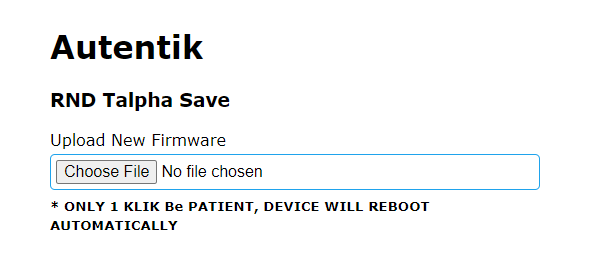 Autentik
RND Talpha Save
Upload New Firmware
Choose File No file chosen
* ONLY 1 KLIK Be PATIENT, DEVICE WILL REBOOT
AUTOMATICALLY